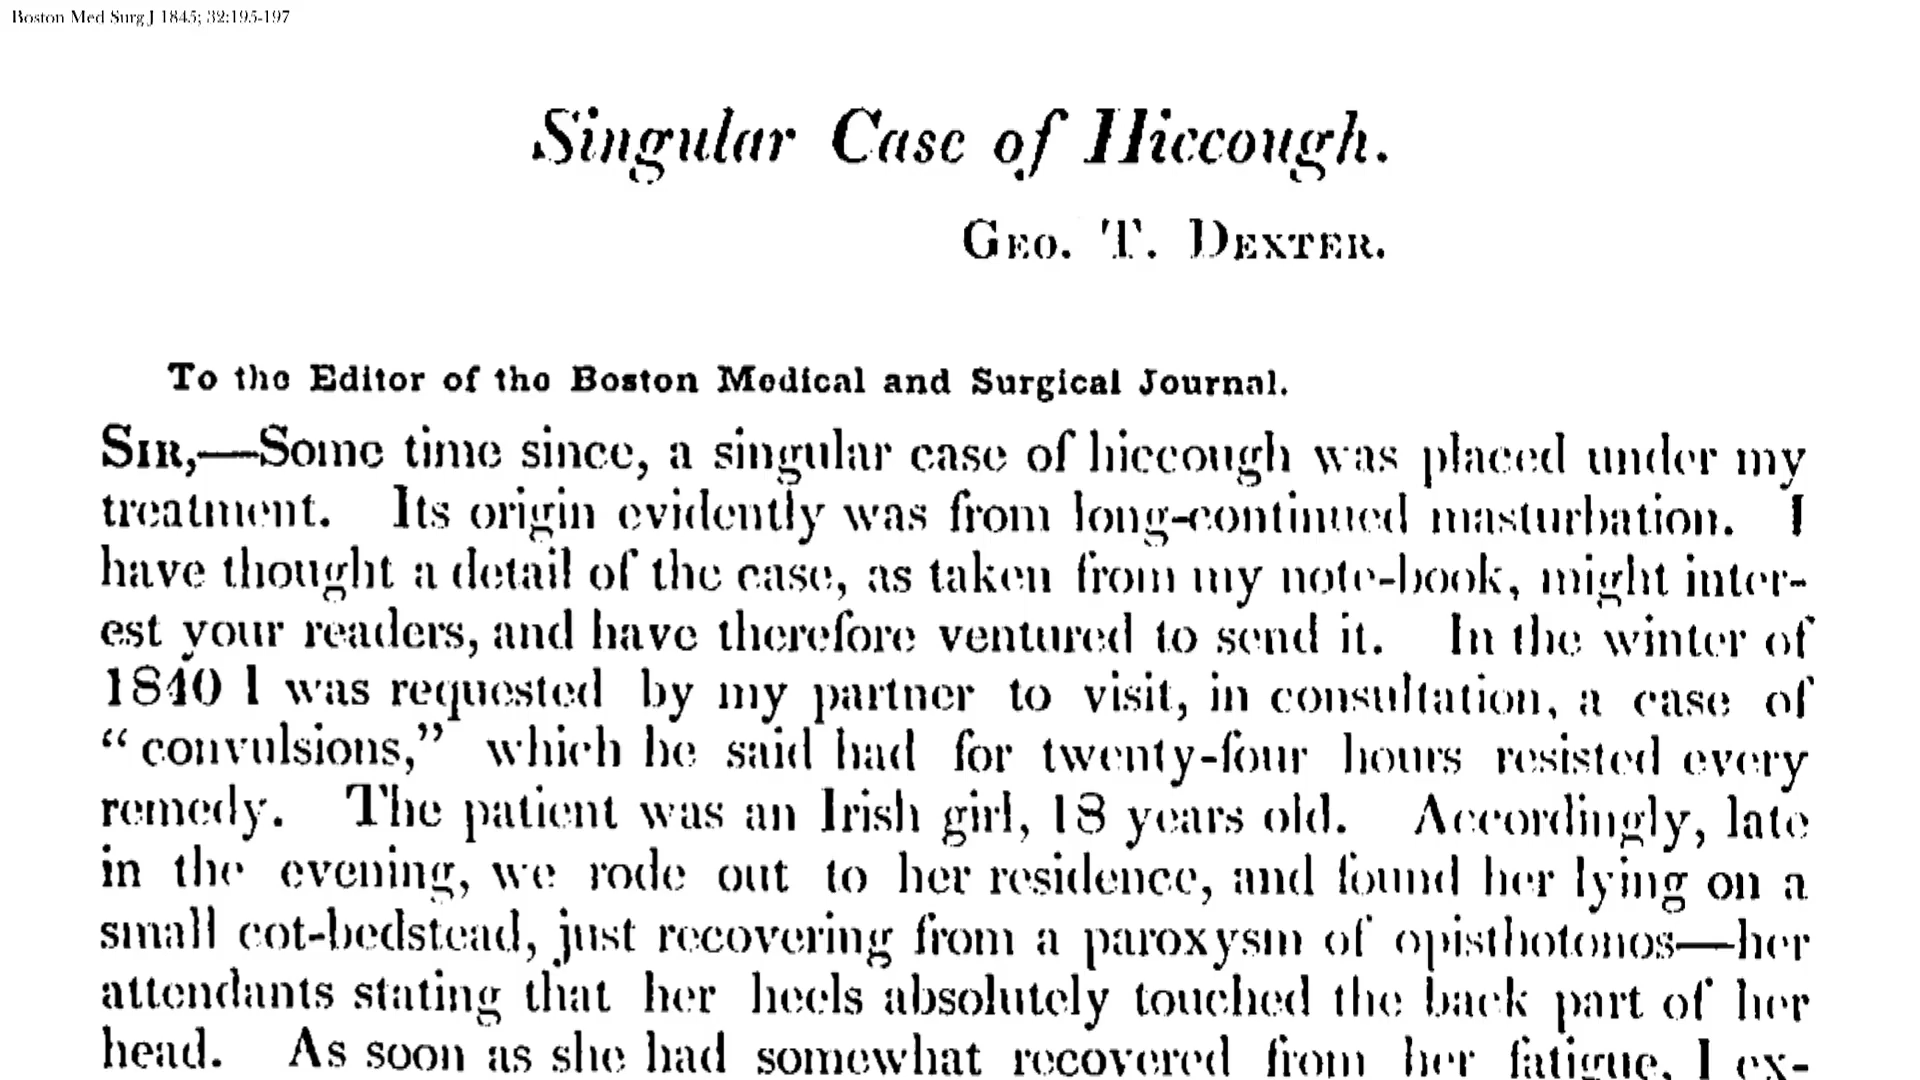 Boston Med Surg J 1845; 32:195-197
Singular Case of Hiccough.
GEO. T. DEXTER.
To the Editor of the Boston Medical and Surgical Journal.
SIR,—Some time since, a singular case of hiccough was placed under my
treatment. Its origin evidently was from long-continued masturbation. I
have thought a detail of the case, as taken from my note-book, might inter-
est your readers, and have therefore ventured to send it. In the winter of
1840 I was requested by my partner to visit, in consultation, a case of
“convulsions,” which he said had for twenty-four hours resisted every
remedy. The patient was an Irish girl, 18 years old. Accordingly, late
in the evening, we rode out to her residence, and found her lying on a
small cot-bedstead, just recovering from a paroxysm of opisthotonos—her
attendants stating that her heels absolutely touched the back part of her
head. As soon as she had somewhat recovered from her fatigue, I ex-